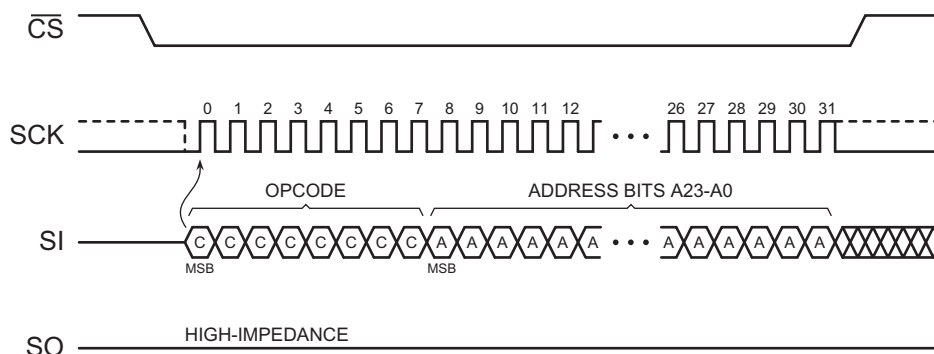 CS
0 1 2 3 4 5 6 7 8 9 10 11 12 26 27 28 29 30 31
SCK
OPCODE ADDRESS BITS A23-A0
SI C C C C C C C C A A A A A A A A A A A A
MSB MSB
HIGH-IMPEDANCE
SO